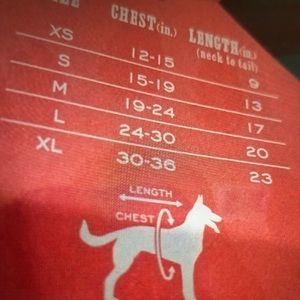 CHEST(in.) LENGTH(in.)
(neck to tail)
XS 12-15 9
S 15-19 13
M 19-24 17
L 24-30 20
XL 30-36 23
LENGTH
CHEST